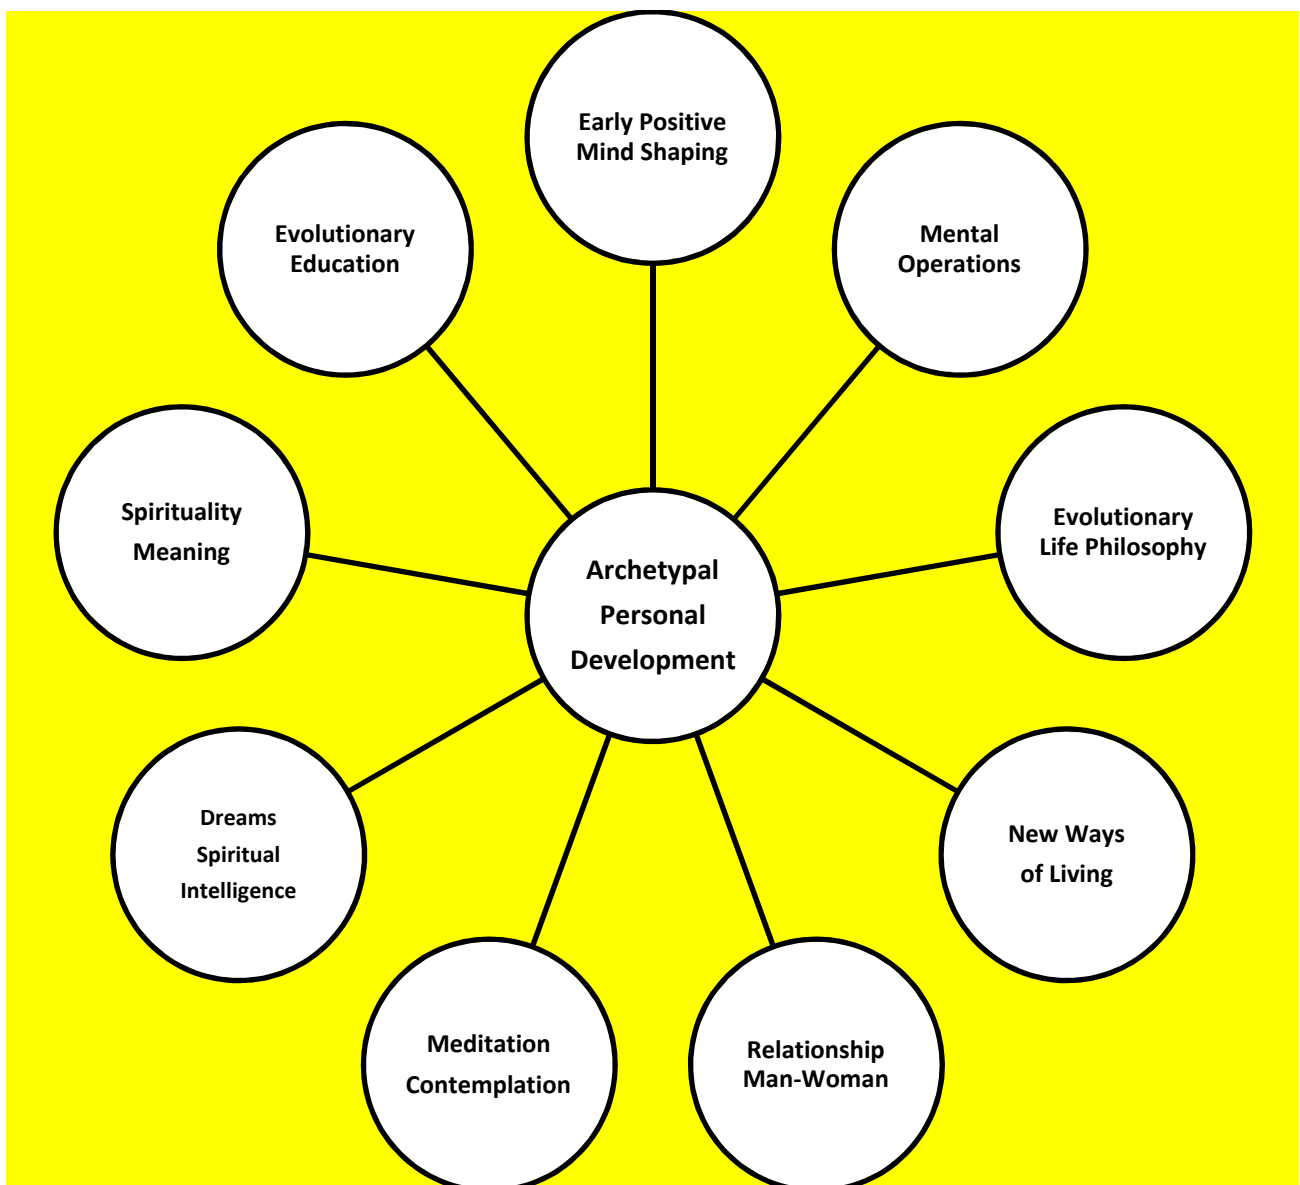 Early Positive
Mind Shaping
Evolutionary
Education
Mental
Operations
Spirituality
Meaning
Evolutionary
Life Philosophy
Archetypal
Personal
Development
Dreams
Spiritual
Intelligence
New Ways
of Living
Meditation
Contemplation
Relationship
Man-Woman